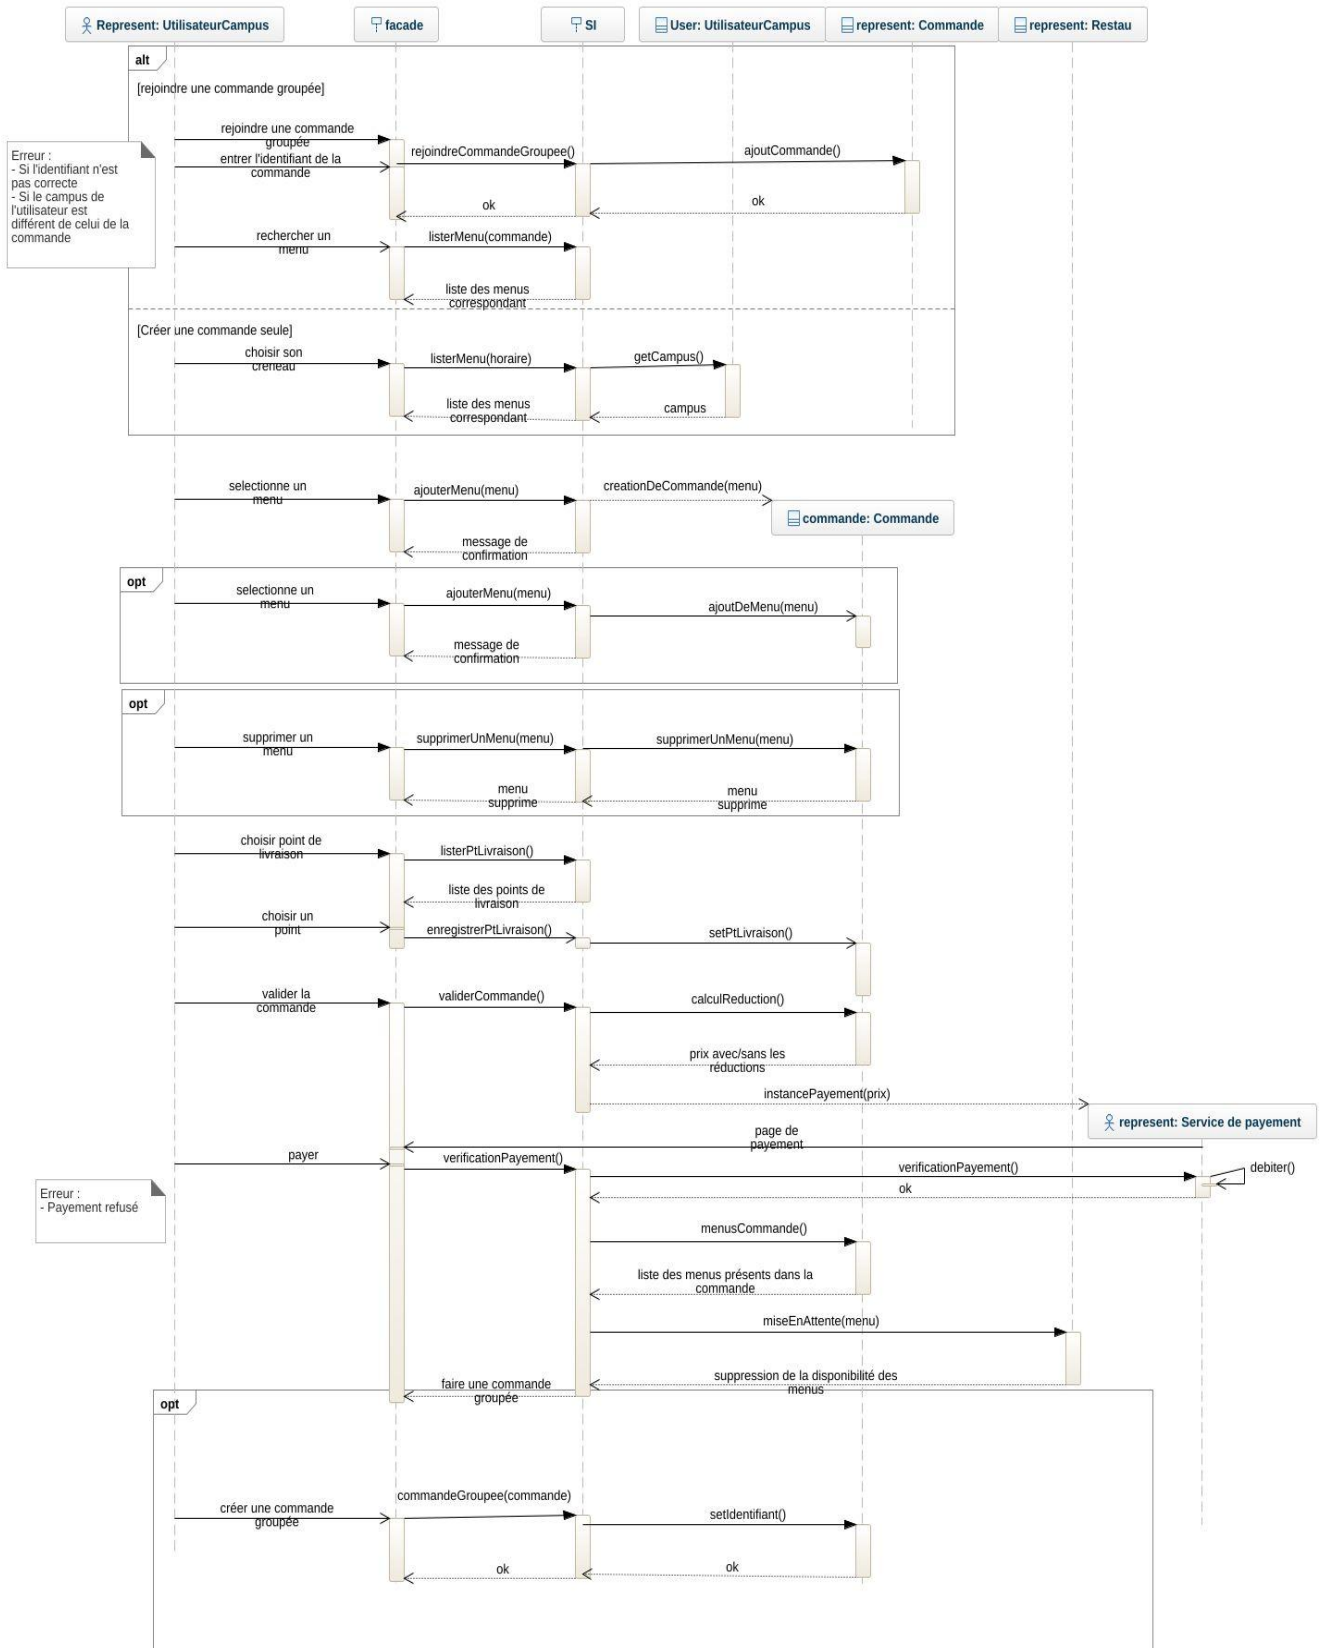 Represent: UtilisateurCampus
facade
SI
User: UtilisateurCampus
represent: Commande
represent: Restau
alt
[rejoindre une commande groupée]
rejoindre une commande
groupée
Erreur :
- Si l'identifiant n'est
pas correcte
- Si le campus de
l'utilisateur est
différent de celui de la
commande
entrer l'identifiant de la
commande
rejoindreCommandeGroupee()
ajoutCommande()
ok
ok
rechercher un
menu
listerMenu(commande)
liste des menus
correspondant
[Créer une commande seule]
choisir son
creneau
listerMenu(horaire)
getCampus()
liste des menus
correspondant
campus
selectionne un
menu
ajouterMenu(menu)
creationDeCommande(menu)
commande: Commande
message de
confirmation
opt
selectionne un
menu
ajouterMenu(menu)
ajoutDeMenu(menu)
message de
confirmation
opt
supprimer un
menu
supprimerUnMenu(menu)
supprimerUnMenu(menu)
menu
supprime
menu
supprime
choisir point de
livraison
listerPtLivraison()
liste des points de
livraison
choisir un
point
enregistrerPtLivraison()
setPtLivraison()
valider la
commande
validerCommande()
calculReduction()
prix avec/sans les
réductions
instancePayement(prix)
represent: Service de payement
page de
payement
payer
verificationPayement()
verificationPayement()
debiter()
ok
Erreur :
- Payement refusé
menusCommande()
liste des menus présents dans la
commande
miseEnAttente(menu)
suppression de la disponibilité des
menus
faire une commande
groupée
opt
créer une commande
groupée
commandeGroupee(commande)
setIdentifiant()
ok
ok